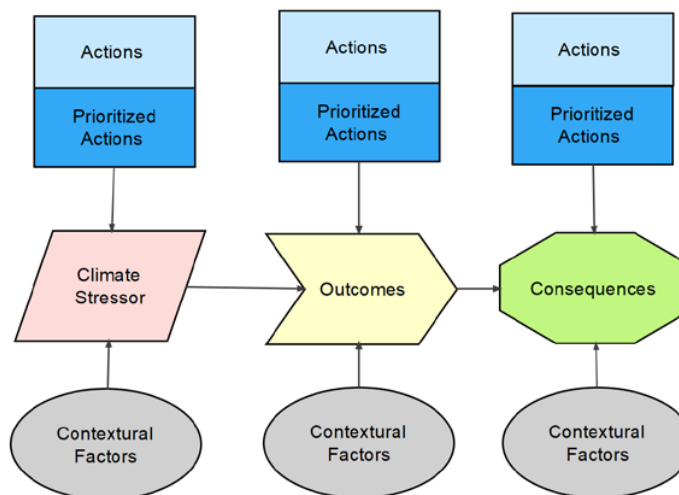 Actions
Actions
Actions
Prioritized
Actions
Prioritized
Actions
Prioritized
Actions
Climate
Stressor
Outcomes
Consequences
Contextural
Factors
Contextural
Factors
Contextural
Factors